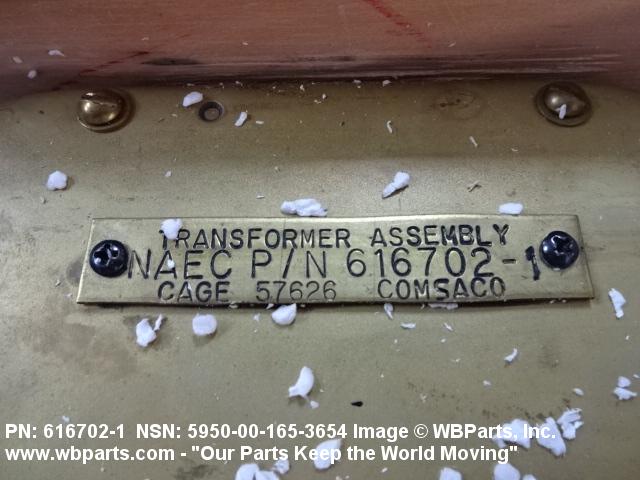 TRANSFORMER ASSEMBLY
NAEC P/N 616702-1
CAGE 57626 COMSACO
PN: 616702-1 NSN: 5950-00-165-3654 Image © WBParts, Inc.
www.wbparts.com - "Our Parts Keep the World Moving"